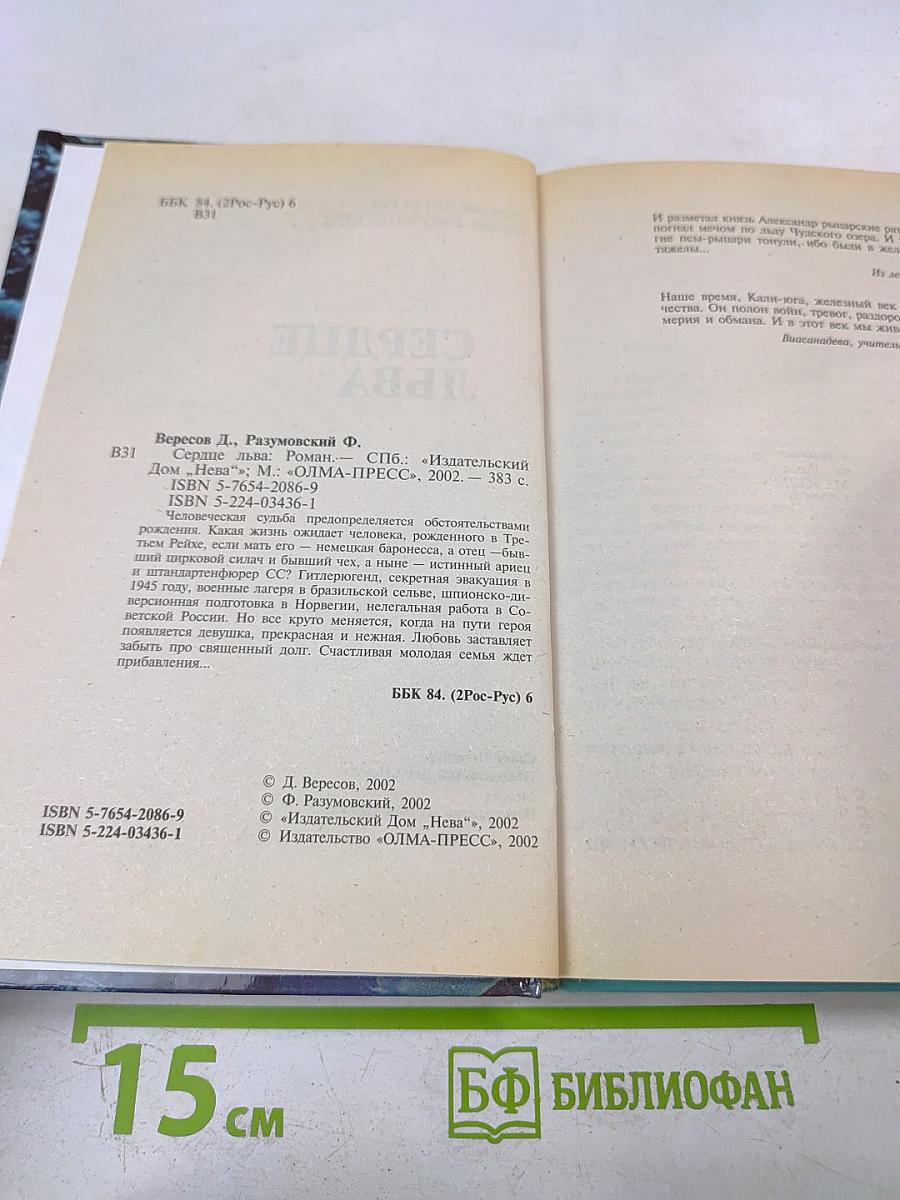 ББК 84. (2Рос-Рус) 6
В31
СЕРДЦЕ
ЛЬВА
Вересов Д., Разумовский Ф.
В31 Сердце льва: Роман.— СПб.: «Издательский
Дом „Нева“»; М.: «ОЛМА-ПРЕСС», 2002. — 383 с.
ISBN 5-7654-2086-9
ISBN 5-224-03436-1
Человеческая судьба предопределяется обстоятельствами
рождения. Какая жизнь ожидает человека, рожденного в Тре-
тьем Рейхе, если мать его — немецкая баронесса, а отец —быв-
ший цирковой силач и бывший чех, а ныне — истинный ариец
и штандартенфюрер СС? Гитлерюгенд, секретная эвакуация в
1945 году, военные лагеря в бразильской сельве, шпионско-ди-
версионная подготовка в Норвегии, нелегальная работа в Со-
ветской России. Но все круто меняется, когда на пути героя
появляется девушка, прекрасная и нежная. Любовь заставляет
забыть про священный долг. Счастливая молодая семья ждет
прибавления...
ББК 84. (2Рос-Рус) 6
© Д. Вересов, 2002
© Ф. Разумовский, 2002
© «Издательский Дом „Нева“», 2002
© Издательство «ОЛМА-ПРЕСС», 2002
ISBN 5-7654-2086-9
ISBN 5-224-03436-1
И разметал князь Александр рыцарские рат
погнал мечом по льду Чудского озера. И
гие псы-рыцари тонули, ибо были в жел
тяжелы...
Из ле
Наше время, Кали-юга, железный век
чества. Он полон войн, тревог, раздоро
мерия и обмана. И в этот век мы жив
Виасанадева, учитель
15 см
БФ БИБЛИОФАН